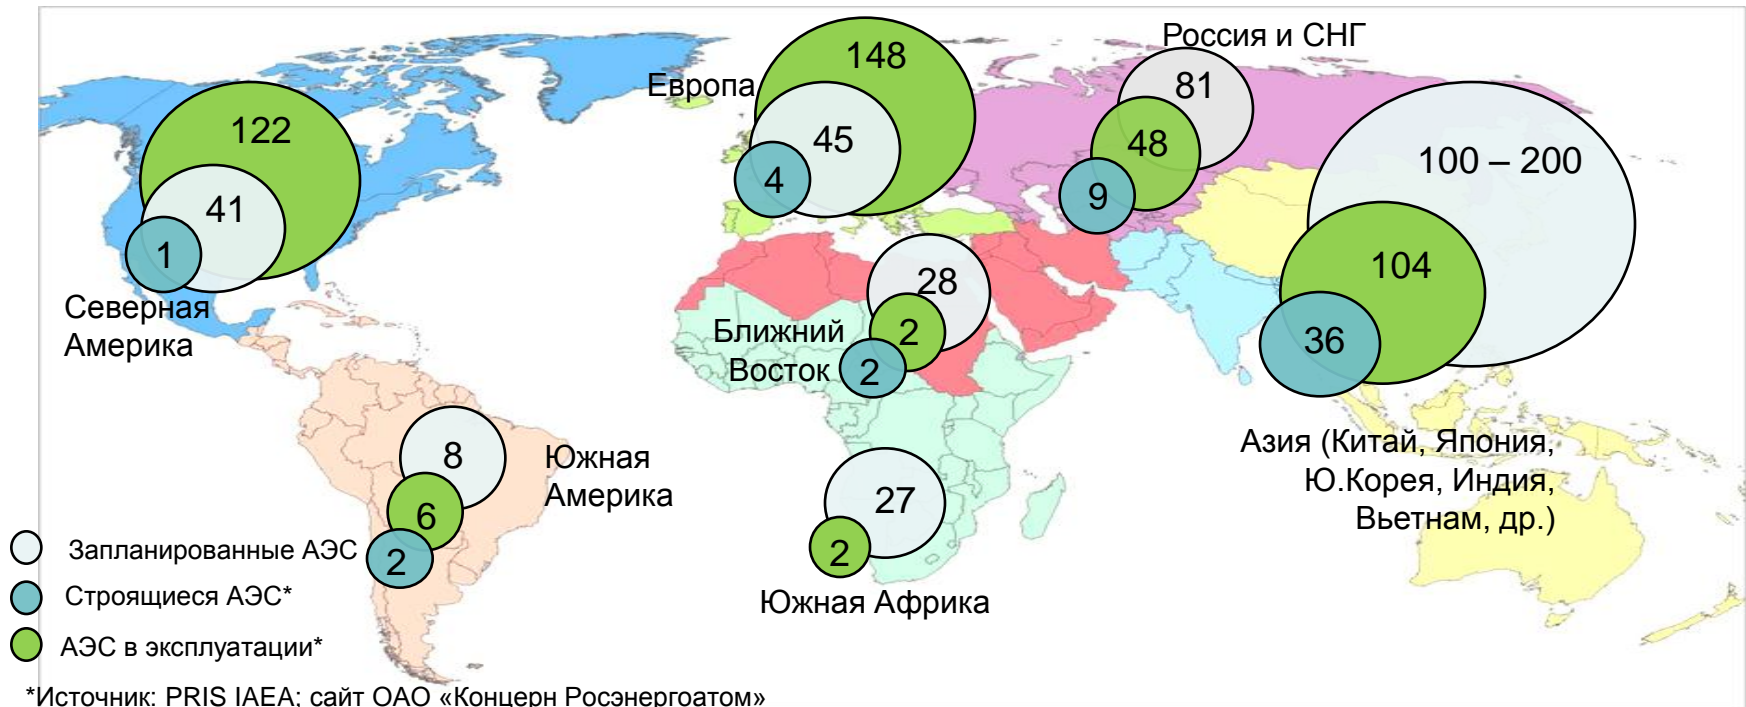 Россия и СНГ
148
Европа
81
122
45
48
100 – 200
4
9
41
104
1
28
Северная
Америка
Ближний
Восток
2
2
36
8
Южная
Америка
6
2
27
2
Южная Африка
Азия (Китай, Япония,
Ю.Корея, Индия,
Вьетнам, др.)
Запланированные АЭС
Строящиеся АЭС*
АЭС в эксплуатации*
*Источник: PRIS IAEA; сайт ОАО «Концерн Росэнергоатом»